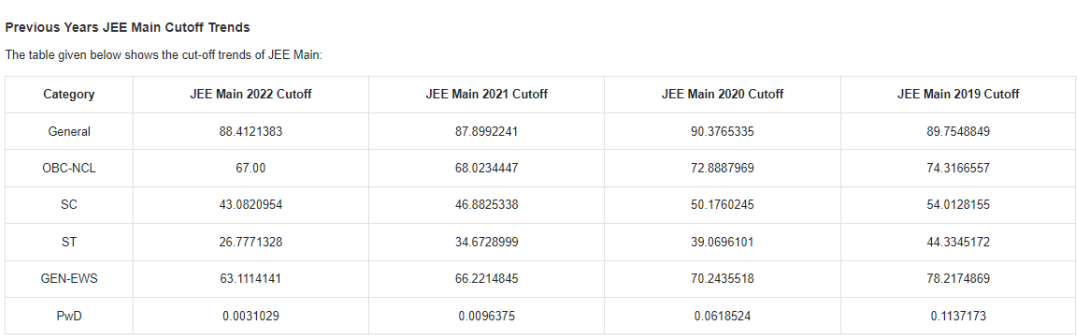 Previous Years JEE Main Cutoff Trends
The table given below shows the cut-off trends of JEE Main:
Category JEE Main 2022 Cutoff JEE Main 2021 Cutoff JEE Main 2020 Cutoff JEE Main 2019 Cutoff
General 88.4121383 87.8992241 90.3765335 89.7548849
OBC-NCL 67.00 68.0234447 72.8887969 74.3166557
SC 43.0820954 46.8825338 50.1760245 54.0128155
ST 26.7771328 34.6728999 39.0696101 44.3345172
GEN-EWS 63.1114141 66.2214845 70.2435518 78.2174869
PwD 0.0031029 0.0096375 0.0618524 0.1137173